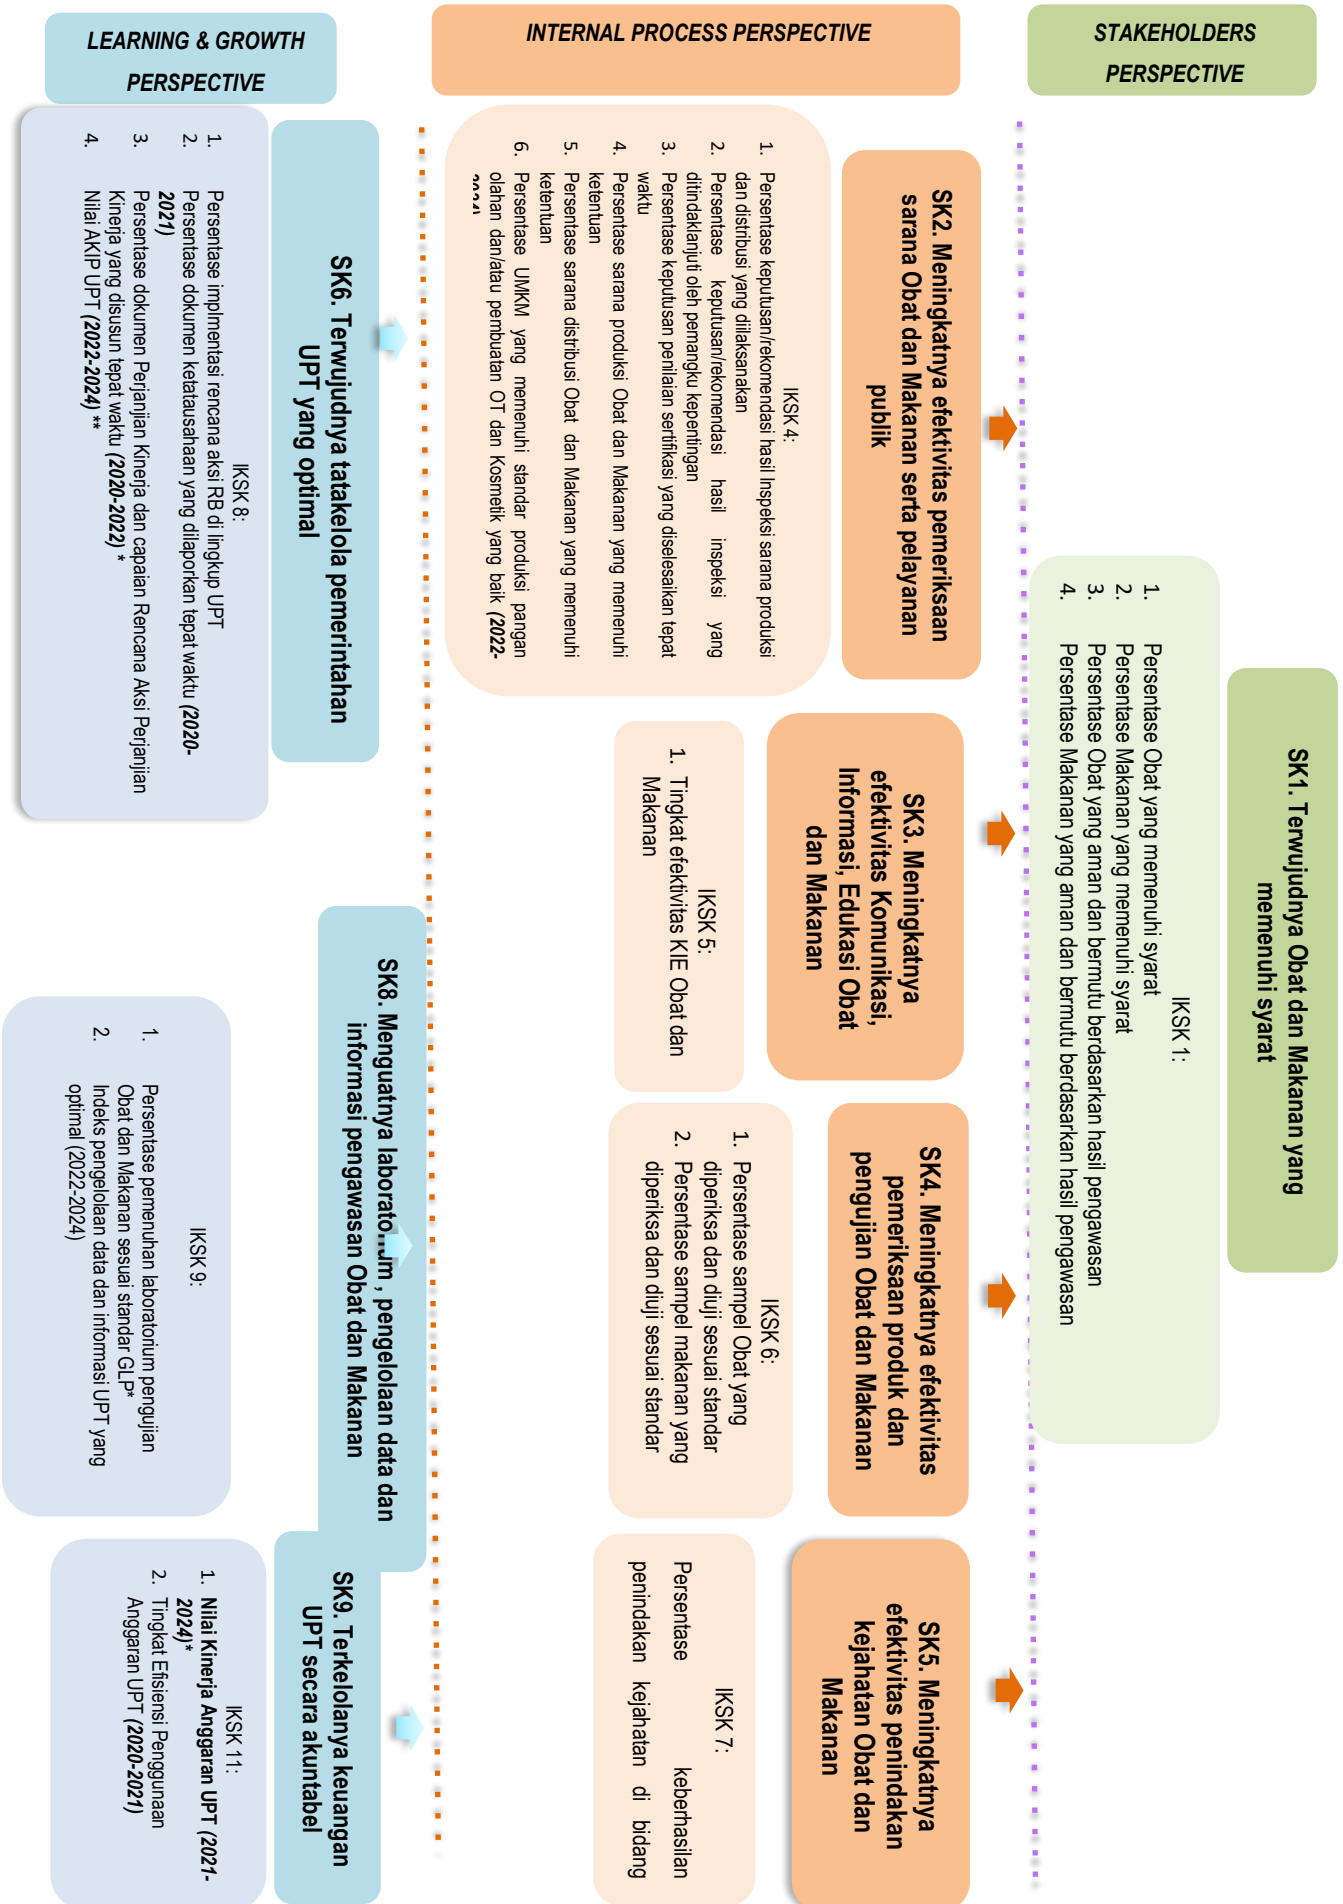 STAKEHOLDERS
PERSPECTIVE
SK1. Terwujudnya Obat dan Makanan yang
memenuhi syarat
IKSK 1:
1. Persentase Obat yang memenuhi syarat
2. Persentase Makanan yang memenuhi syarat
3. Persentase Obat yang aman dan bermutu berdasarkan hasil pengawasan
4. Persentase Makanan yang aman dan bermutu berdasarkan hasil pengawasan
INTERNAL PROCESS PERSPECTIVE
SK2. Meningkatnya efektivitas pemeriksaan
sarana Obat dan Makanan serta pelayanan
publik
IKSK 4:
1. Persentase keputusan/rekomendasi hasil Inspeksi sarana produksi
dan distribusi yang dilaksanakan
2. Persentase keputusan/rekomendasi hasil inspeksi yang
ditindaklanjuti oleh pemangku kepentingan
3. Persentase keputusan penilaian sertifikasi yang diselesaikan tepat
waktu
4. Persentase sarana produksi Obat dan Makanan yang memenuhi
ketentuan
5. Persentase sarana distribusi Obat dan Makanan yang memenuhi
ketentuan
6. Persentase UMKM yang memenuhi standar produksi pangan
olahan dan/atau pembuatan OT dan Kosmetik yang baik (2022-
2024)
SK3. Meningkatnya
efektivitas Komunikasi,
Informasi, Edukasi Obat
dan Makanan
IKSK 5:
1. Tingkat efektivitas KIE Obat dan
Makanan
SK4. Meningkatnya efektivitas
pemeriksaan produk dan
pengujian Obat dan Makanan
IKSK 6:
1. Persentase sampel Obat yang
diperiksa dan diuji sesuai standar
2. Persentase sampel makanan yang
diperiksa dan diuji sesuai standar
SK5. Meningkatnya
efektivitas penindakan
kejahatan Obat dan
Makanan
IKSK 7:
Persentase keberhasilan
penindakan kejahatan di bidang
LEARNING & GROWTH
PERSPECTIVE
SK6. Terwujudnya tatakelola pemerintahan
UPT yang optimal
IKSK 8:
1. Persentase implmentasi rencana aksi RB di lingkup UPT
2. Persentase dokumen ketatausahaan yang dilaporkan tepat waktu (2020-
2021)
3. Persentase dokumen Perjanjian Kinerja dan capaian Rencana Aksi Perjanjian
Kinerja yang disusun tepat waktu (2020-2022) *
4. Nilai AKIP UPT (2022-2024) **
SK8. Menguatnya laboratorium , pengelolaan data dan
informasi pengawasan Obat dan Makanan
IKSK 9:
1. Persentase pemenuhan laboratorium pengujian
Obat dan Makanan sesuai standar GLP*
2. Indeks pengelolaan data dan informasi UPT yang
optimal (2022-2024)
SK9. Terkelolanya keuangan
UPT secara akuntabel
IKSK 11:
1. Nilai Kinerja Anggaran UPT (2021-
2024)*
2. Tingkat Efisiensi Penggunaan
Anggaran UPT (2020-2021)